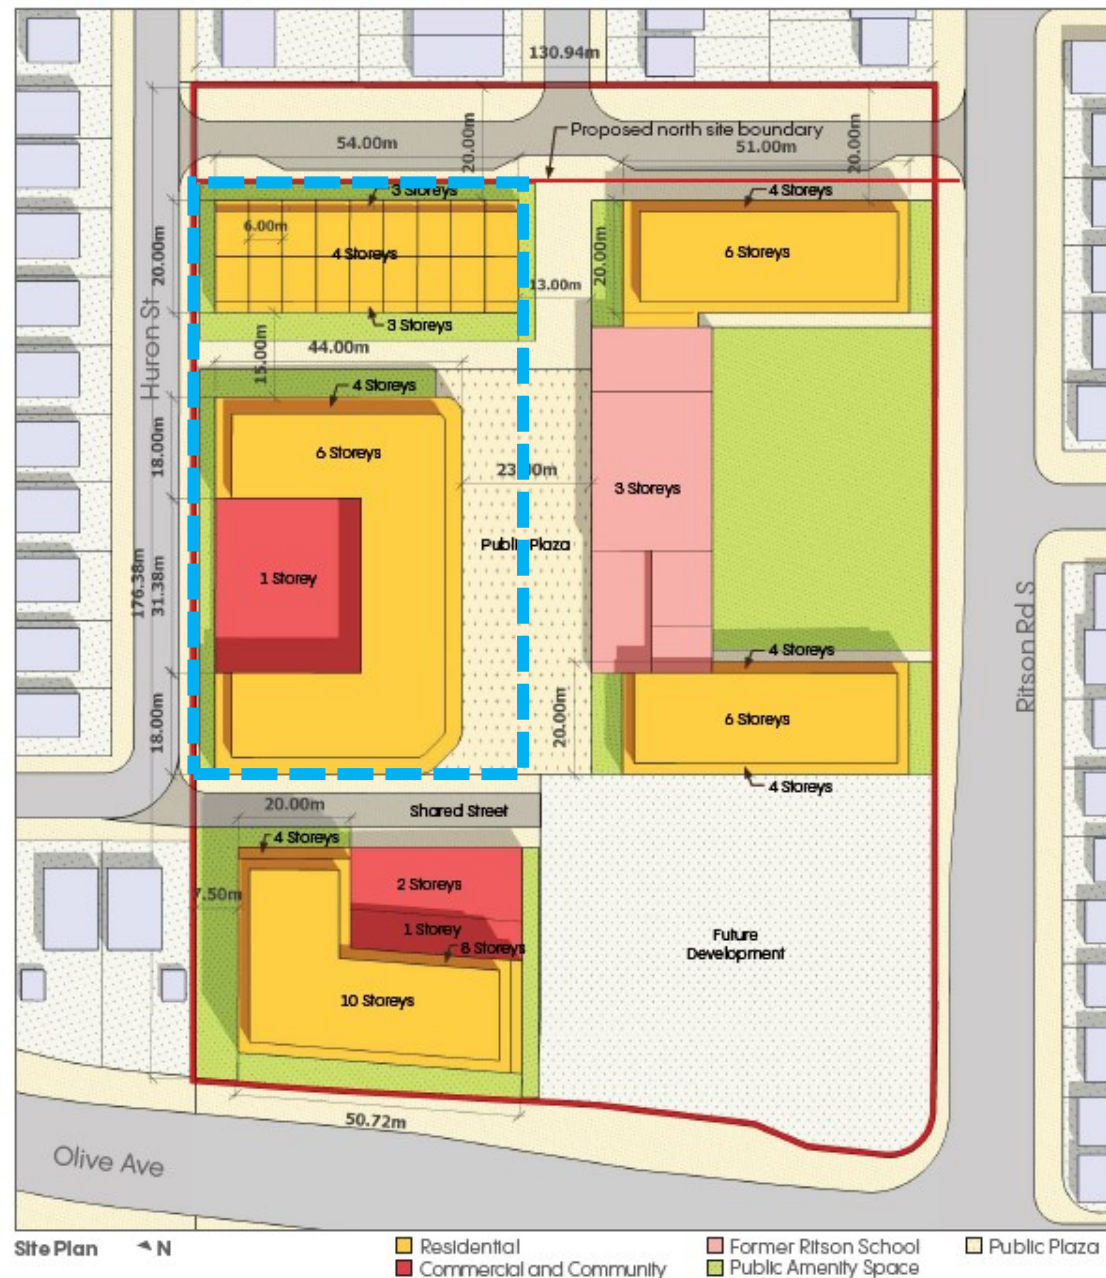 130.94m
Proposed north site boundary
54.00m
20.00m
51.00m
20.00m
3 Storeys
4 Storeys
6.00m
4 Storeys
6 Storeys
20.00m
20.00m
13.00m
3 Storeys
Huron St
15.00m
44.00m
4 Storeys
18.00m
6 Storeys
23.00m
3 Storeys
Public Plaza
1 Storey
176.38m
31.38m
Ritson Rd S
4 Storeys
18.00m
20.00m
6 Storeys
4 Storeys
20.00m
Shared Street
4 Storeys
7.50m
2 Storeys
1 Storey
8 Storeys
Future
Development
10 Storeys
50.72m
Olive Ave
Site Plan
N
Residential
Former Ritson School
Public Plaza
Commercial and Community
Public Amenity Space